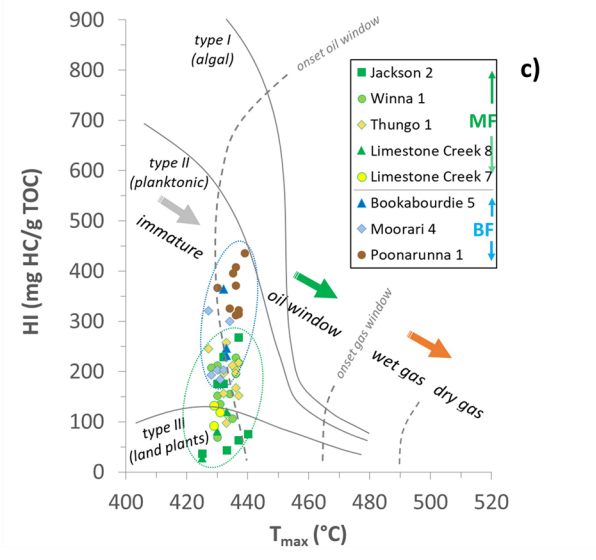 c)
HI (mg HC/g TOC)
900
800
700
600
500
400
300
200
100
0
400
420
440
460
480
500
520
Tmax (°C)
type I
(algal)
onset oil window
type II
(planktonic)
immature
oil window
onset gas window
wet gas
dry gas
type III
(land plants)
Jackson 2
Winna 1
Thungo 1
Limestone Creek 8
Limestone Creek 7
MF
Bookabourdie 5
Moorari 4
Poonarunna 1
BF